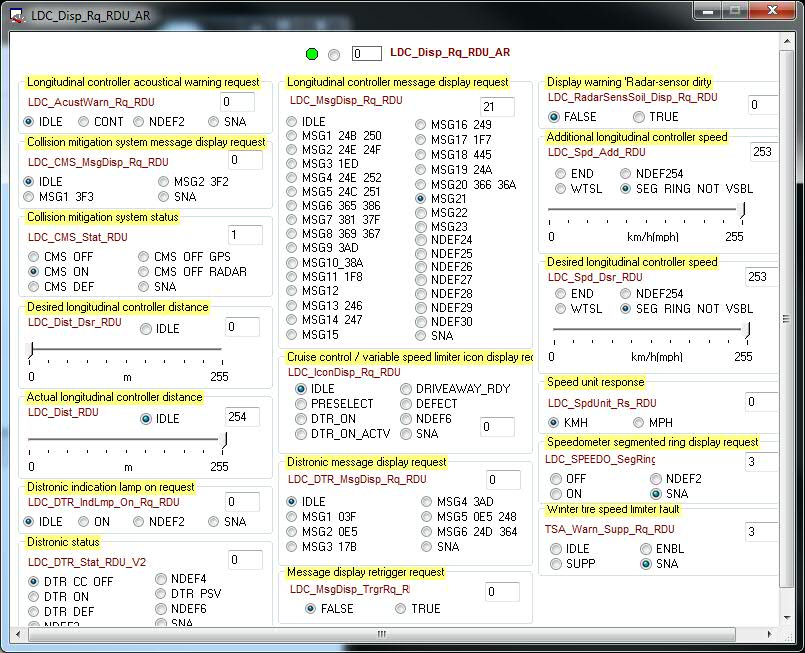 LDC_Disp_Rq_RDU_AR
0 LDC_Disp_Rq_RDU_AR
Longitudinal controller acoustical warning request
LDC_AcustWarn_Rq_RDU 0
IDLE CONT NDEF2 SNA
Collision mitigation system message display request
LDC_CMS_MsgDisp_Rq_RDU 0
IDLE MSG2 3F2
MSG1 3F3 SNA
Collision mitigation system status
LDC_CMS_Stat_RDU 1
CMS OFF CMS OFF GPS
CMS ON CMS OFF RADAR
CMS DEF SNA
Desired longitudinal controller distance
LDC_Dist_Dsr_RDU IDLE 0
0 m 255
Actual longitudinal controller distance
LDC_Dist_RDU IDLE 254
0 m 255
Distronic indication lamp on request
LDC_DTR_IndLmp_On_Rq_RDU 0
IDLE ON NDEF2 SNA
Distronic status
LDC_DTR_Stat_RDU_V2 0
DTR CC OFF NDEF4
DTR ON DTR PSV
DTR DEF NDEF6
NDEF3 SNA
Longitudinal controller message display request
LDC_MsgDisp_Rq_RDU 21
IDLE MSG16 249
MSG1 24B 250 MSG17 1F7
MSG2 24E 24F MSG18 445
MSG3 1ED MSG19 24A
MSG4 24E 252 MSG20 366 36A
MSG5 24C 251 MSG21
MSG6 365 386 MSG22
MSG7 381 37F MSG23
MSG8 369 367 NDEF24
MSG9 3AD NDEF25
MSG10_38A NDEF26
MSG11 1F8 NDEF27
MSG12 NDEF28
MSG13 246 NDEF29
MSG14 247 NDEF30
MSG15 SNA
Cruise control / variable speed limiter icon display rec
LDC_IconDisp_Rq_RDU
IDLE DRIVEAWAY_RDY
PRESELECT DEFECT
DTR_ON NDEF6 0
DTR_ON_ACTV SNA
Distronic message display request
LDC_DTR_MsgDisp_Rq_RDU 0
IDLE MSG4 3AD
MSG1 03F MSG5 0E5 248
MSG2 0E5 MSG6 24D 364
MSG3 17B SNA
Message display retrigger request
LDC_MsgDisp_TrgrRq_R 0
FALSE TRUE
Display warning 'Radar-sensor dirty
LDC_RadarSensSoil_Disp_RDU 0
FALSE TRUE
Additional longitudinal controller speed
LDC_Spd_Add_RDU 253
END NDEF254
WTSL SEG RING NOT VSBL
0 km/h(mph) 255
Desired longitudinal controller speed
LDC_Spd_Dsr_RDU 253
END NDEF254
WTSL SEG RING NOT VSBL
0 km/h(mph) 255
Speed unit response
LDC_SpdUnit_Rs_RDU 0
KMH MPH
Speedometer segmented ring display request
LDC_SPEEDO_SegRing 3
OFF NDEF2
ON SNA
Winter tire speed limiter fault
TSA_Warn_Supp_Rq_RDU 3
IDLE ENBL
SUPP SNA